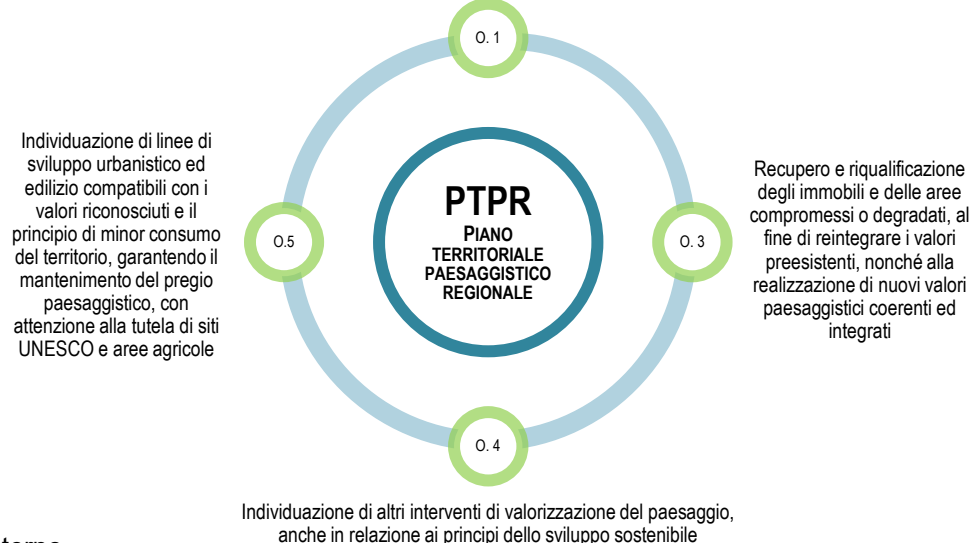 O. 1
Individuazione di linee di
sviluppo urbanistico ed
edilizio compatibili con i
valori riconosciuti e il
principio di minor consumo
del territorio, garantendo il
mantenimento del pregio
paesaggistico, con
attenzione alla tutela di siti
UNESCO e aree agricole
O.5
PTPR
PIANO
TERRITORIALE
PAESAGGISTICO
REGIONALE
O. 3
Recupero e riqualificazione
degli immobili e delle aree
compromessi o degradati, al
fine di reintegrare i valori
preesistenti, nonché alla
realizzazione di nuovi valori
paesaggistici coerenti ed
integrati
O. 4
Individuazione di altri interventi di valorizzazione del paesaggio,
anche in relazione ai principi dello sviluppo sostenibile